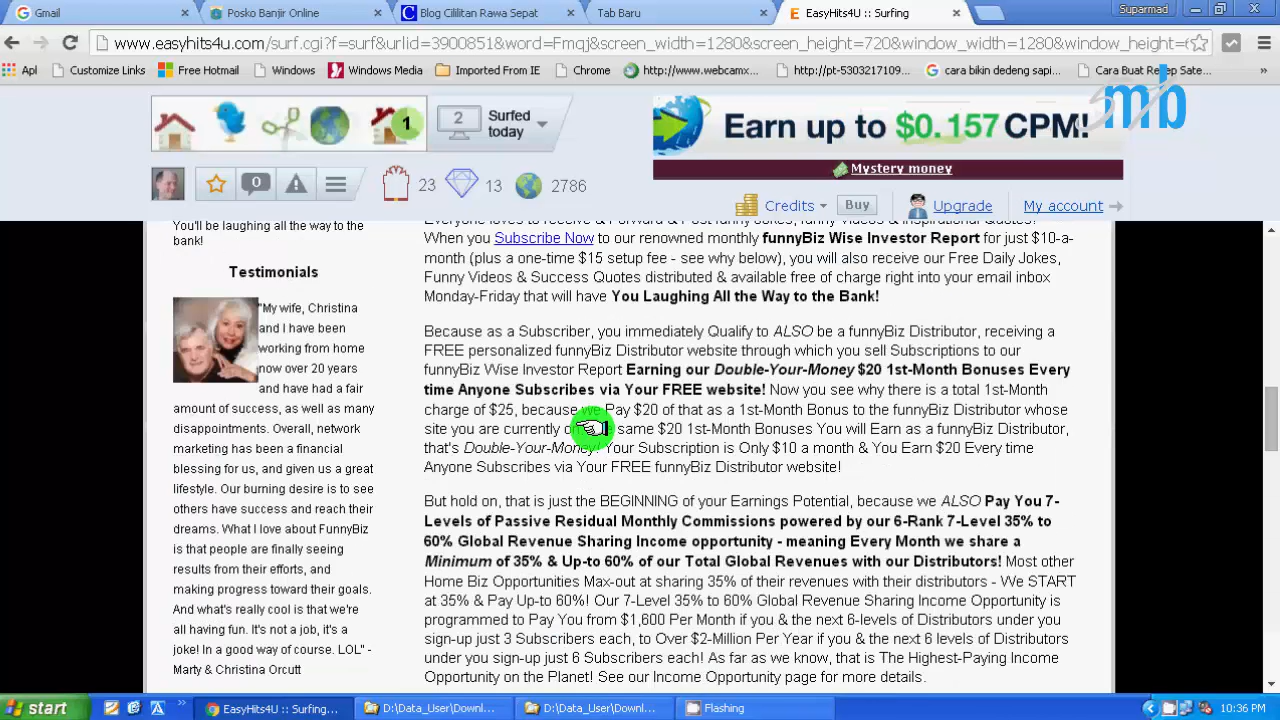 Gmail
Posko Banjir Online
Blog Cililitan Rawa Sepat
Tab Baru
EasyHits4U :: Surfing
Suparmad
www.easyhits4u.com/surf.cgi?f=surf&urlid=3900851&word=Fmqj&screen_width=1280&screen_height=720&window_width=1280&window_height=
Apl
Customize Links
Free Hotmail
Windows
Windows Media
Imported From IE
Chrome
http://www.webcamx...
http://pt-5303217109...
cara bikin dedeng sapi...
Cara Buat Resep Sate...
»
mb
1
2
Surfed
today
Earn up to $0.157 CPM!
Mystery money
0
23
13
2786
Credits
Buy
Upgrade
My account
You'll be laughing all the way to the
bank!
Testimonials
"My wife, Christina
and I have been
working from home
now over 20 years
and have had a fair
amount of success, as well as many
disappointments. Overall, network
marketing has been a financial
blessing for us, and given us a great
lifestyle. Our burning desire is to see
others have success and reach their
dreams. What I love about FunnyBiz
is that people are finally seeing
results from their efforts, and
making progress toward their goals.
And what's really cool is that we're
all having fun. It's not a job, it's a
joke! In a good way of course. LOL" -
Marty & Christina Orcutt
Everyone loves to receive & Forward & Post funny Jokes, funny Videos & Inspirational Quotes!
When you Subscribe Now to our renowned monthly funnyBiz Wise Investor Report for just $10-a-
month (plus a one-time $15 setup fee - see why below), you will also receive our Free Daily Jokes,
Funny Videos & Success Quotes distributed & available free of charge right into your email inbox
Monday-Friday that will have You Laughing All the Way to the Bank!
Because as a Subscriber, you immediately Qualify to ALSO be a funnyBiz Distributor, receiving a
FREE personalized funnyBiz Distributor website through which you sell Subscriptions to our
funnyBiz Wise Investor Report Earning our Double-Your-Money $20 1st-Month Bonuses Every
time Anyone Subscribes via Your FREE website! Now you see why there is a total 1st-Month
charge of $25, because we Pay $20 of that as a 1st-Month Bonus to the funnyBiz Distributor whose
site you are currently same $20 1st-Month Bonuses You will Earn as a funnyBiz Distributor,
that's Double-Your-Money! Your Subscription is Only $10 a month & You Earn $20 Every time
Anyone Subscribes via Your FREE funnyBiz Distributor website!
But hold on, that is just the BEGINNING of your Earnings Potential, because we ALSO Pay You 7-
Levels of Passive Residual Monthly Commissions powered by our 6-Rank 7-Level 35% to
60% Global Revenue Sharing Income opportunity - meaning Every Month we share a
Minimum of 35% & Up-to 60% of our Total Global Revenues with our Distributors! Most other
Home Biz Opportunities Max-out at sharing 35% of their revenues with their distributors - We START
at 35% & Pay Up-to 60%! Our 7-Level 35% to 60% Global Revenue Sharing Income Opportunity is
programmed to Pay You from $1,600 Per Month if you & the next 6-levels of Distributors under you
sign-up just 3 Subscribers each, to Over $2-Million Per Year if you & the next 6 levels of Distributors
under you sign-up just 6 Subscribers each! As far as we know, that is The Highest-Paying Income
Opportunity on the Planet! See our Income Opportunity page for more details.
start
EasyHits4U :: Surfing...
D:\Data_User\Downl...
D:\Data_User\Downl...
Flashing
10:36 PM